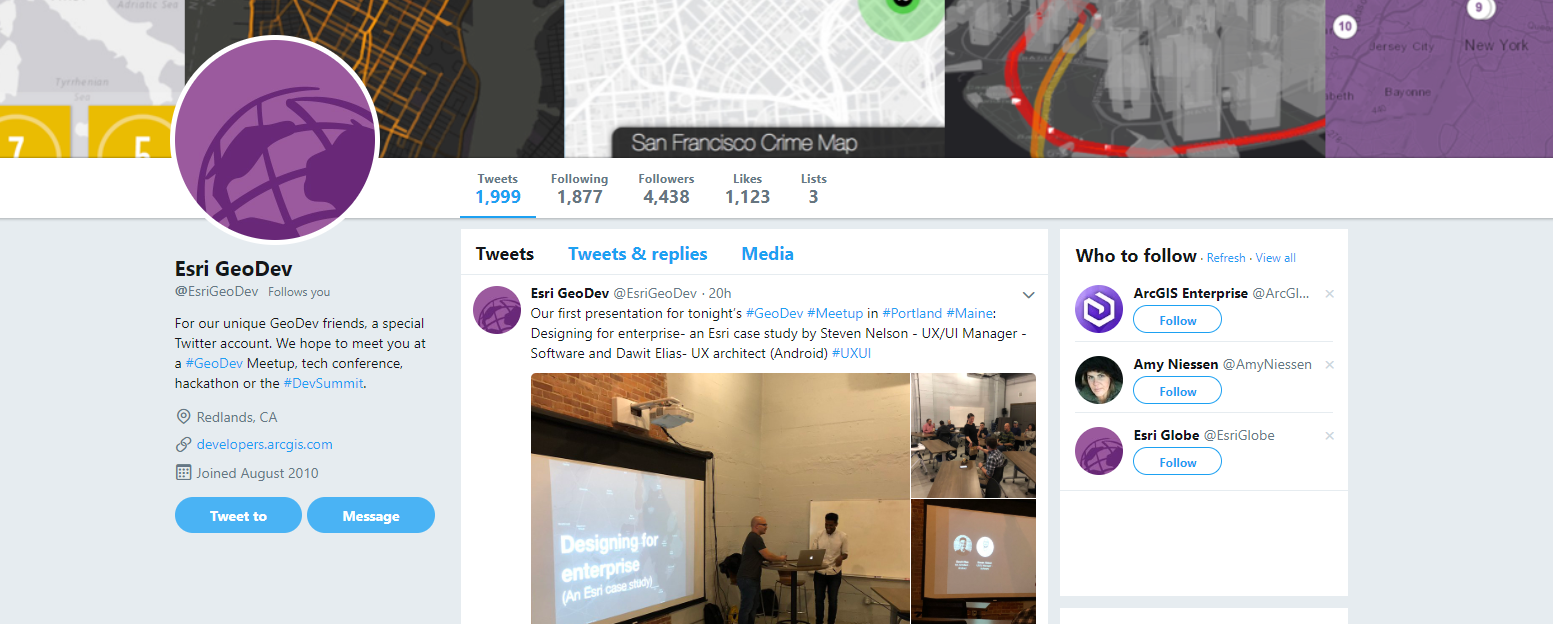 Adriatic Sea
Tyrrhenian
Sea
7
5
San Francisco Crime Map
10
9
Jersey City
New York
Bayonne
Tweets
1,999
Following
1,877
Followers
4,438
Likes
1,123
Lists
3
Esri GeoDev
@EsriGeoDev Follows you
For our unique GeoDev friends, a special
Twitter account. We hope to meet you at
a #GeoDev Meetup, tech conference,
hackathon or the #DevSummit.
Redlands, CA
developers.arcgis.com
Joined August 2010
Tweet to
Message
Tweets
Tweets & replies
Media
Esri GeoDev @EsriGeoDev · 20h
Our first presentation for tonight's #GeoDev #Meetup in #Portland #Maine:
Designing for enterprise- an Esri case study by Steven Nelson - UX/UI Manager -
Software and Dawit Elias- UX architect (Android) #UXUI
Designing for
enterprise
(An Esri case study)
Who to follow · Refresh · View all
ArcGIS Enterprise @ArcGI...
Follow
Amy Niessen @AmyNiessen
Follow
Esri Globe @EsriGlobe
Follow